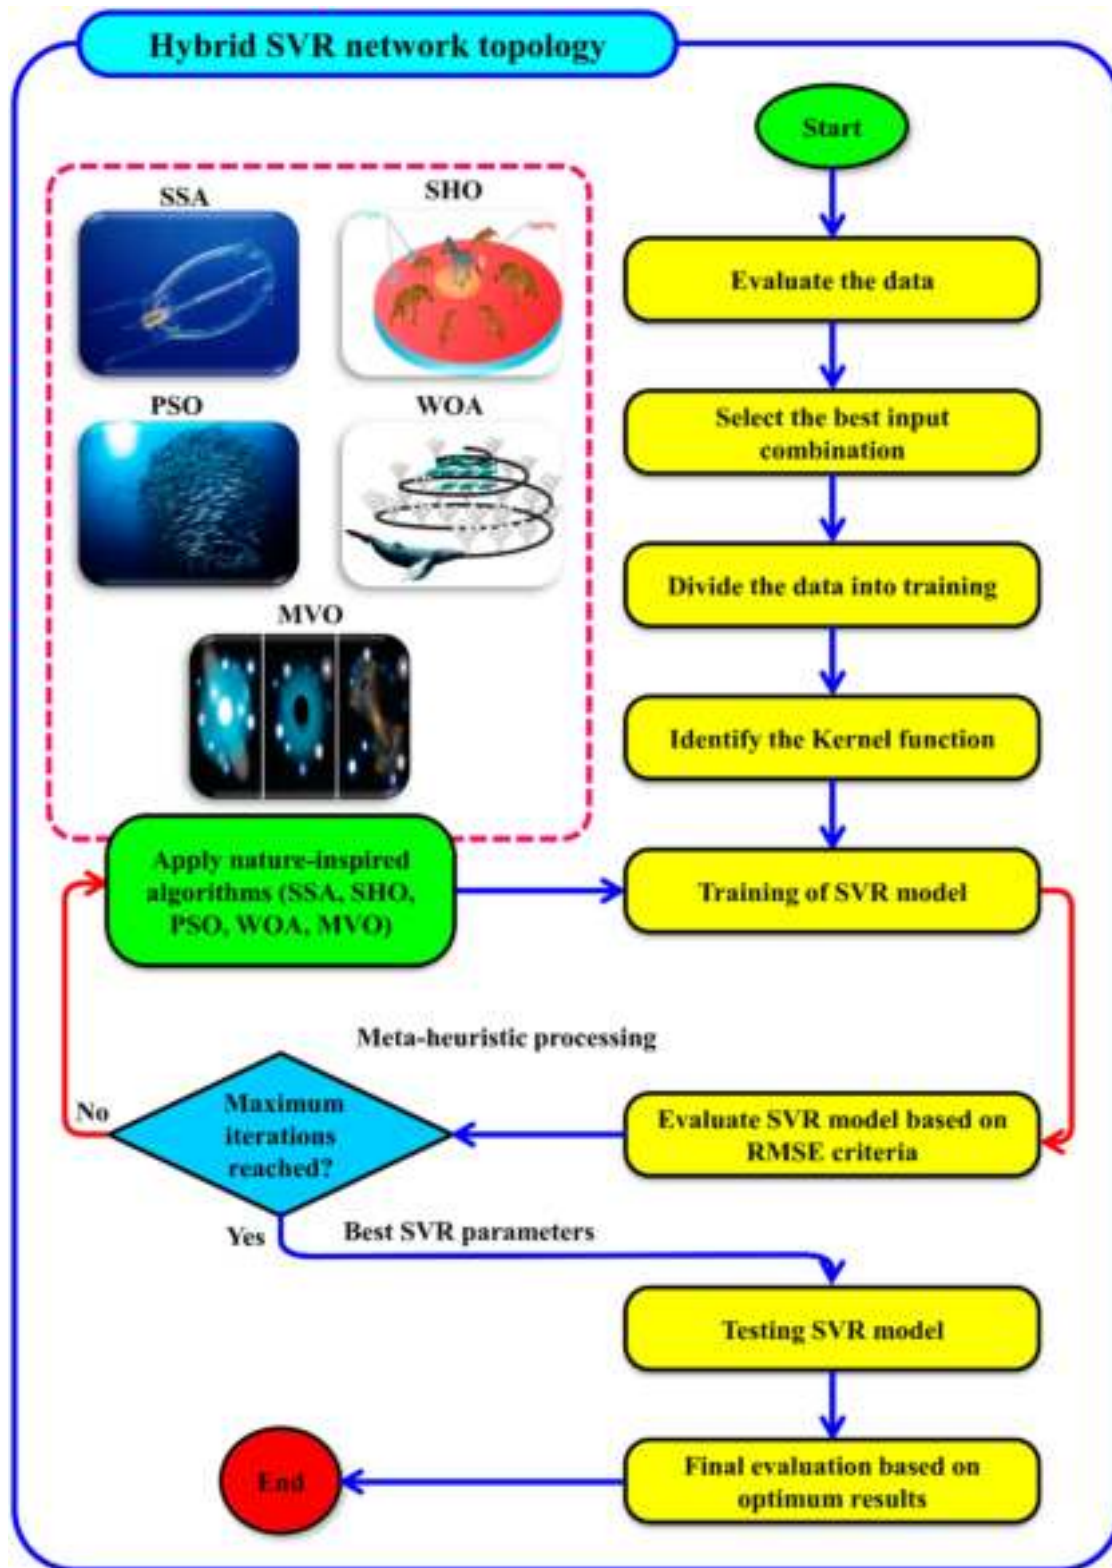 Hybrid SVR network topology
Start
SSA
SHO
PSO
WOA
MVO
Evaluate the data
Select the best input
combination
Divide the data into training
Identify the Kernel function
Apply nature-inspired
algorithms (SSA, SHO,
PSO, WOA, MVO)
Training of SVR model
Meta-heuristic processing
No
Maximum
iterations
reached?
Evaluate SVR model based on
RMSE criteria
Yes
Best SVR parameters
Testing SVR model
End
Final evaluation based on
optimum results